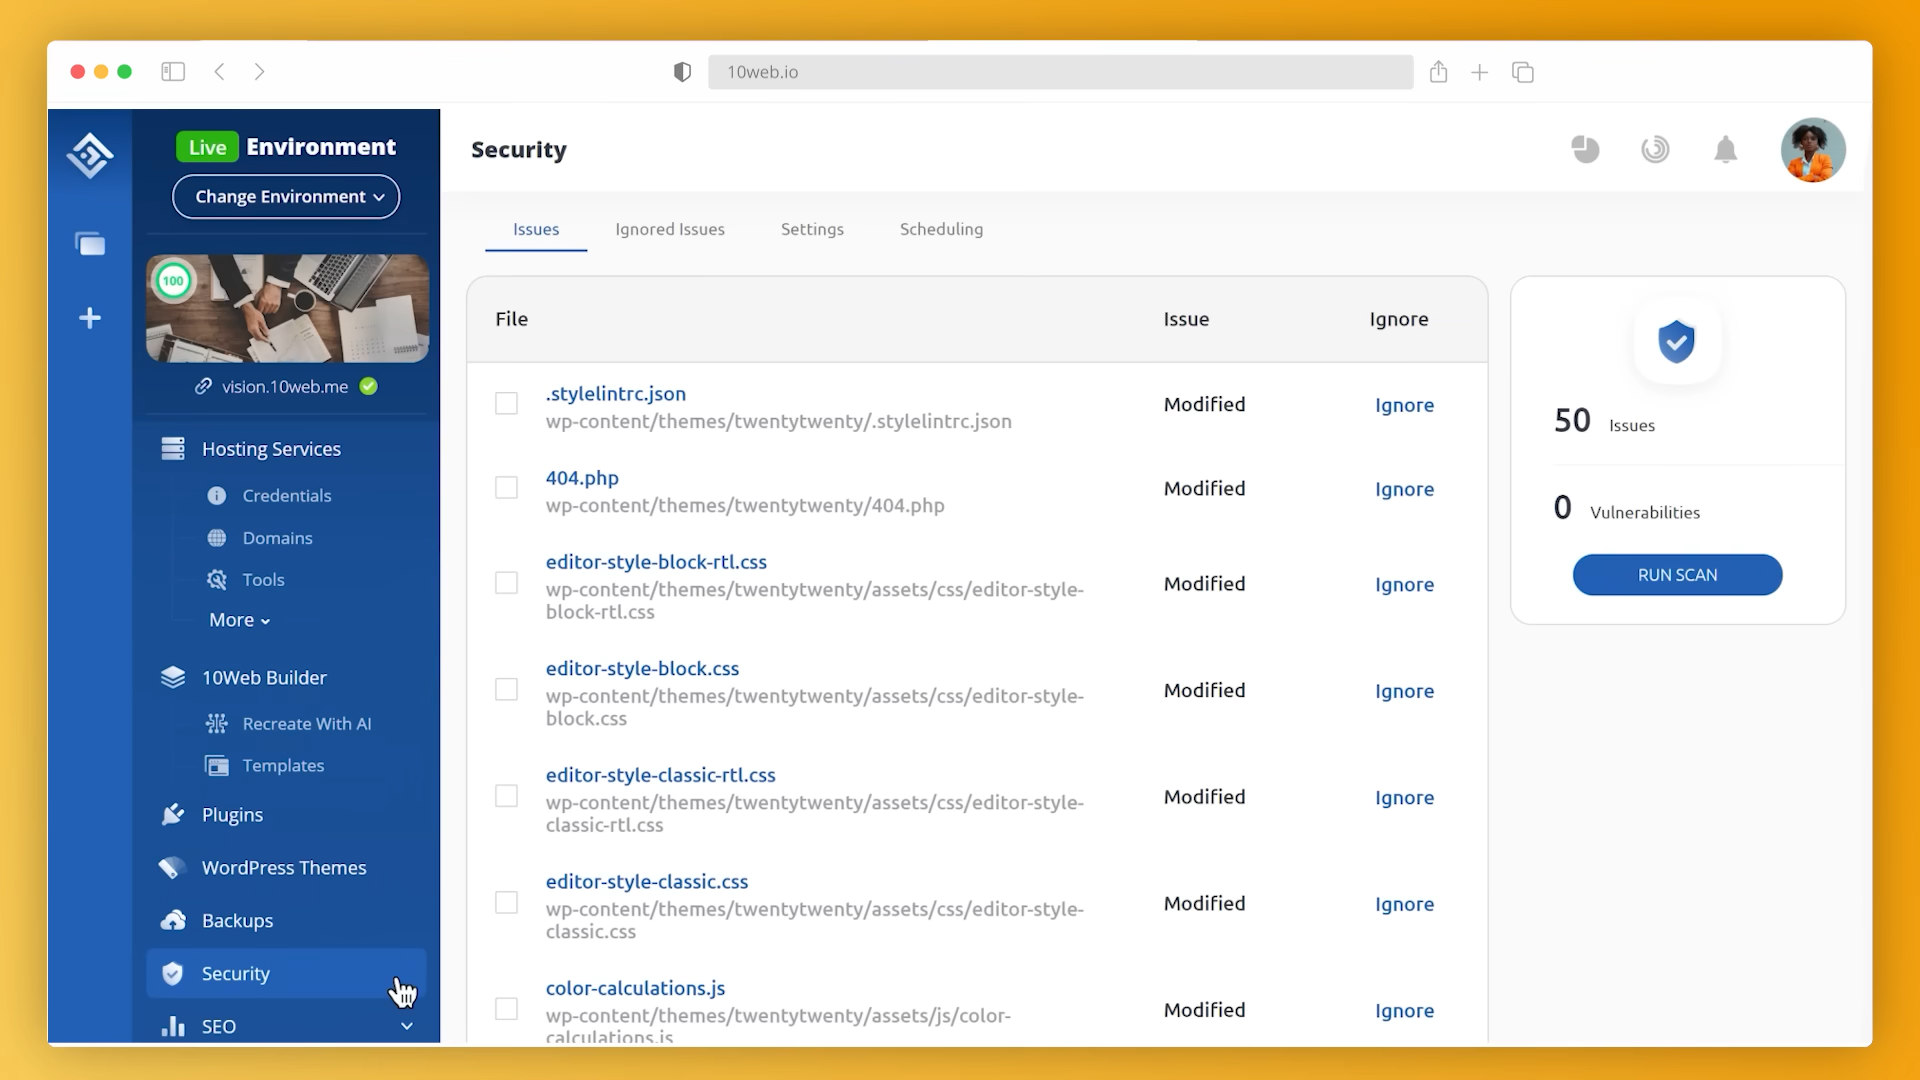 10web.io
Live Environment
Change Environment
100
vision.10web.me
Hosting Services
Credentials
Domains
Tools
More
10Web Builder
Recreate With AI
Templates
Plugins
WordPress Themes
Backups
Security
SEO
Security
Issues Ignored Issues Settings Scheduling
File Issue Ignore
.stylelintrc.json
wp-content/themes/twentytwenty/.stylelintrc.json
Modified Ignore
404.php
wp-content/themes/twentytwenty/404.php
Modified Ignore
editor-style-block-rtl.css
wp-content/themes/twentytwenty/assets/css/editor-style-
block-rtl.css
Modified Ignore
editor-style-block.css
wp-content/themes/twentytwenty/assets/css/editor-style-
block.css
Modified Ignore
editor-style-classic-rtl.css
wp-content/themes/twentytwenty/assets/css/editor-style-
classic-rtl.css
Modified Ignore
editor-style-classic.css
wp-content/themes/twentytwenty/assets/css/editor-style-
classic.css
Modified Ignore
color-calculations.js
wp-content/themes/twentytwenty/assets/js/color-
calculations.js
Modified Ignore
50 Issues
0 Vulnerabilities
RUN SCAN